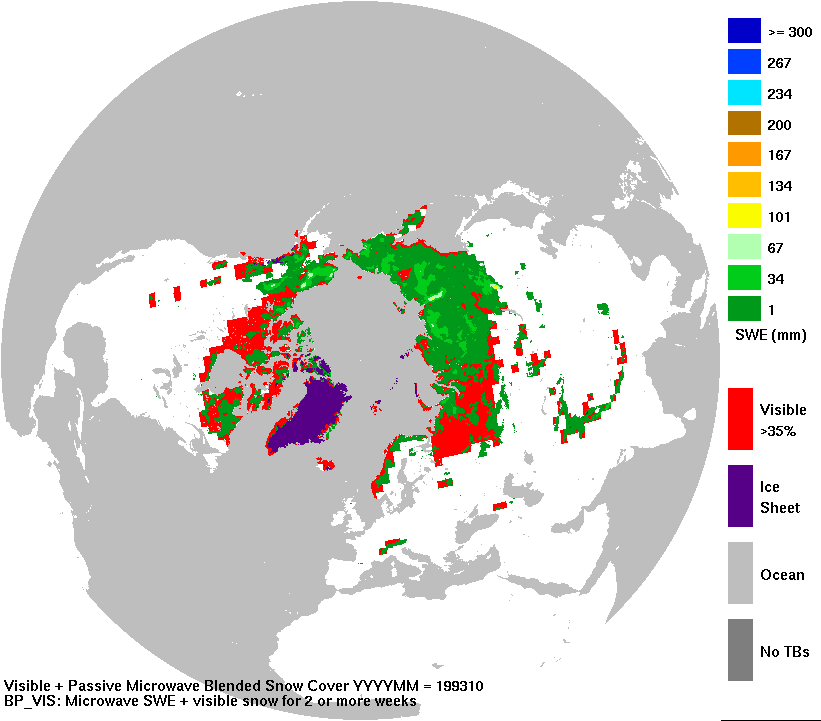 >= 300
267
234
200
167
134
101
67
34
1
SWE (mm)
Visible
>35%
Ice
Sheet
Ocean
No TBs
Visible + Passive Microwave Blended Snow Cover YYYYMM = 199310
BP_VIS: Microwave SWE + visible snow for 2 or more weeks